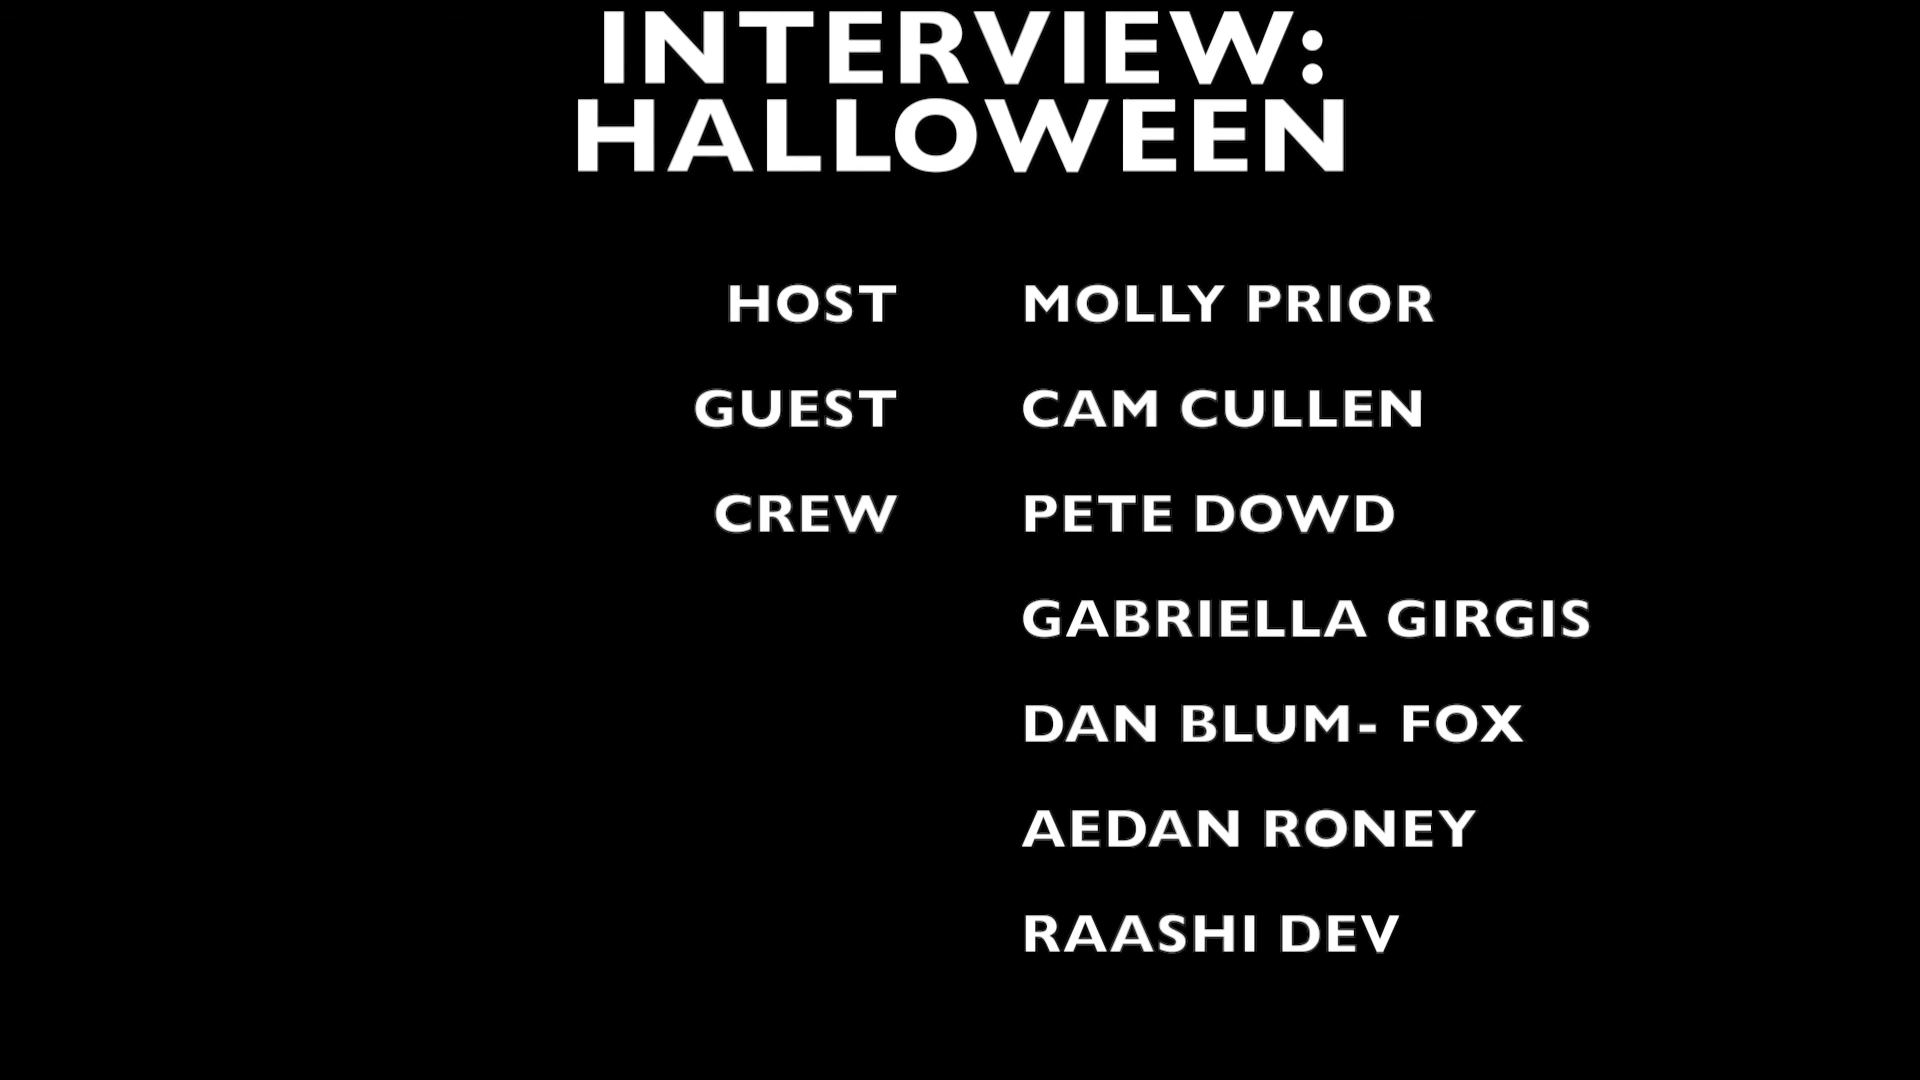 INTERVIEW:
HALLOWEEN
HOST MOLLY PRIOR
GUEST CAM CULLEN
CREW PETE DOWD
GABRIELLA GIRGIS
DAN BLUM- FOX
AEDAN RONEY
RAASHI DEV